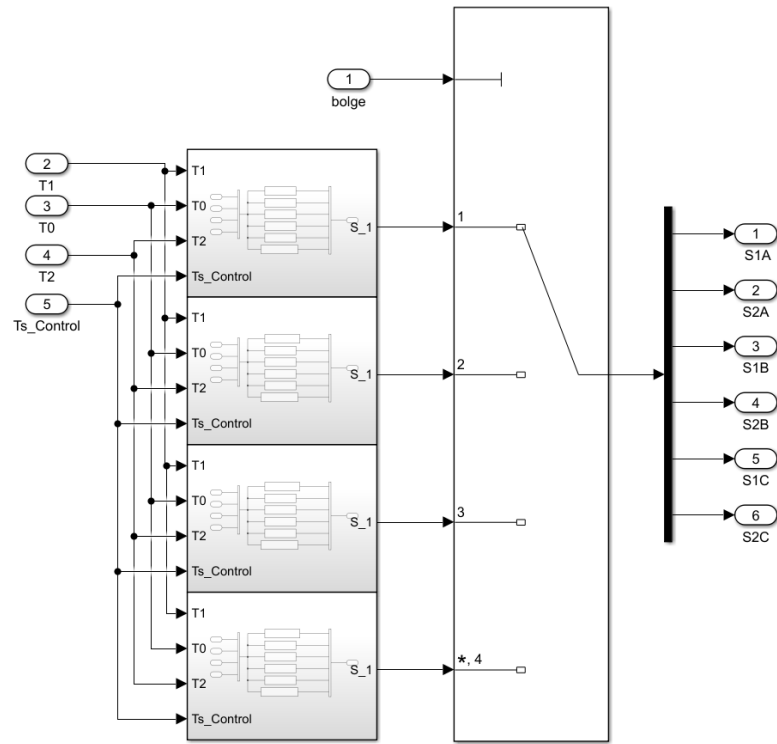 1
bolge
2
T1
3
T0
4
T2
5
Ts_Control
T1
T0
T2
Ts_Control
S_1
T1
T0
T2
Ts_Control
S_1
T1
T0
T2
Ts_Control
S_1
T1
T0
T2
Ts_Control
S_1
1
2
3
*, 4
1
S1A
2
S2A
3
S1B
4
S2B
5
S1C
6
S2C